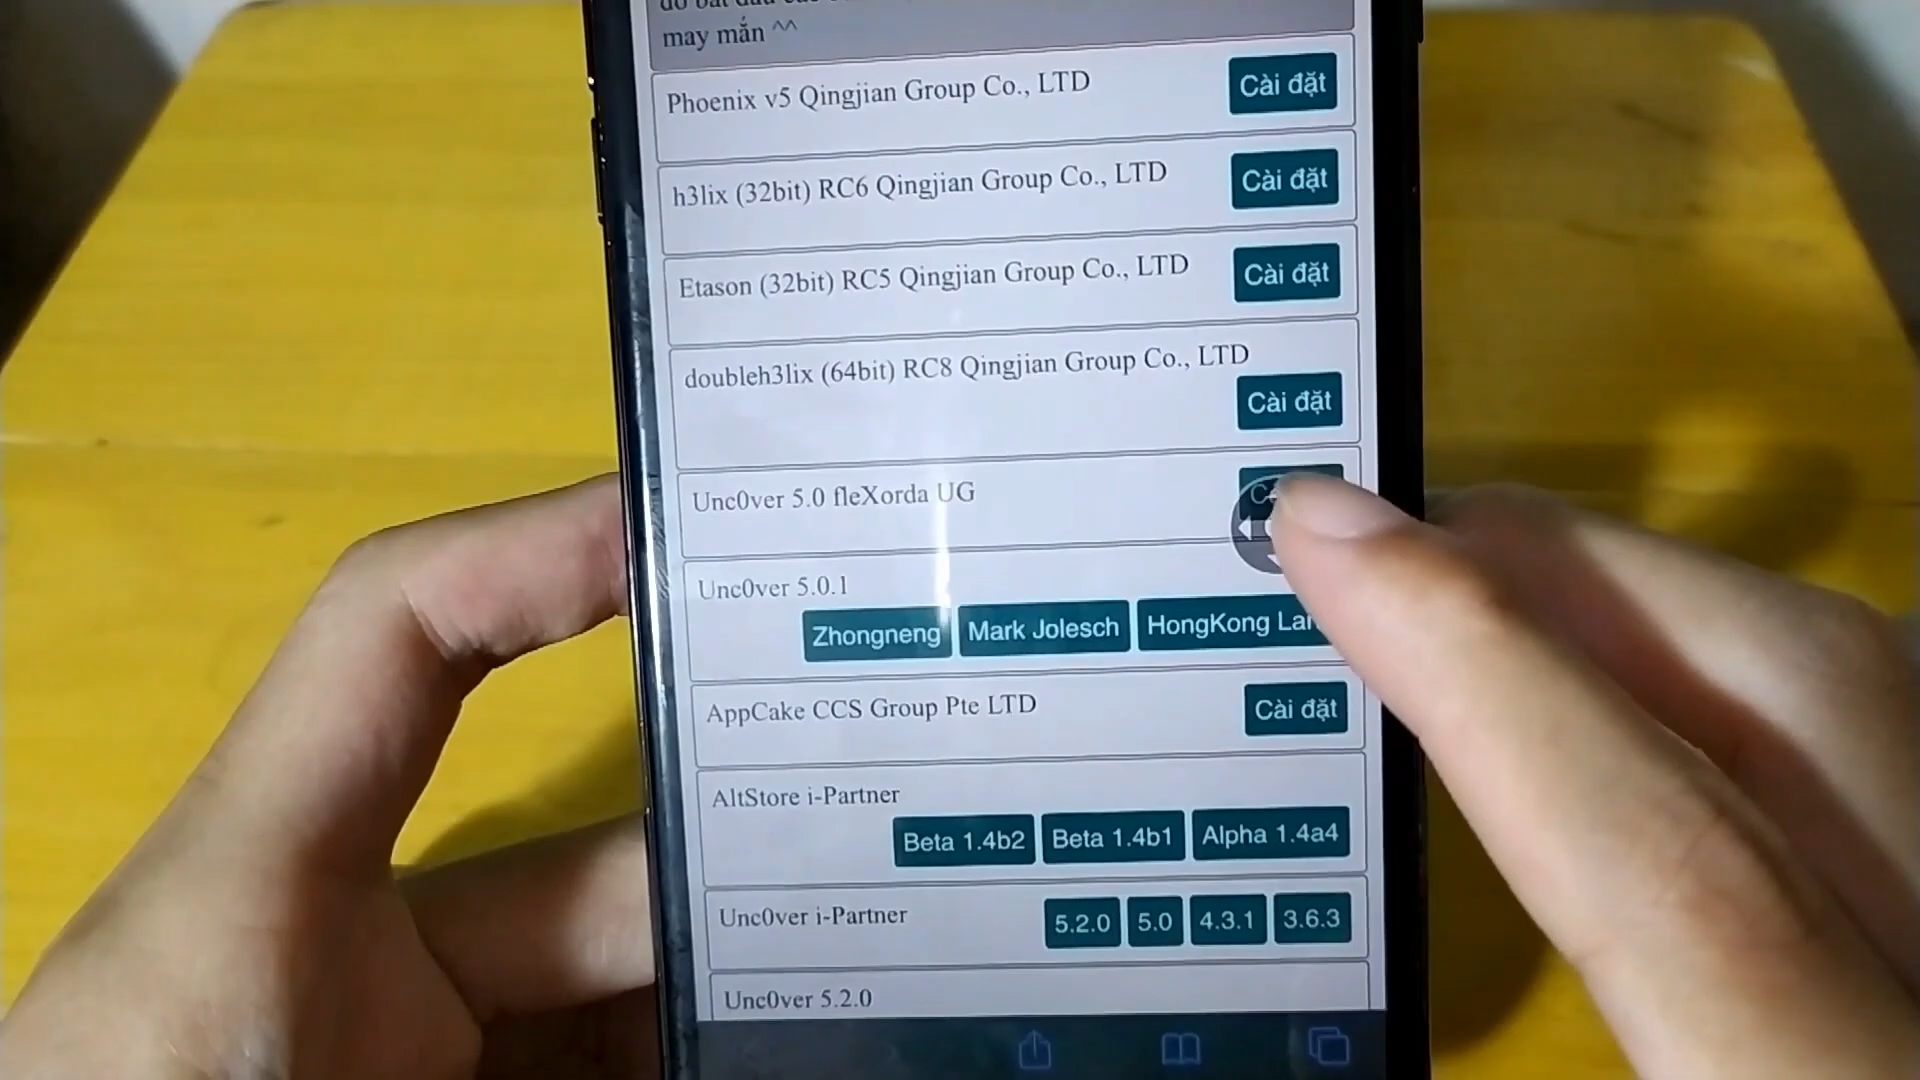 may mắn ^^
Phoenix v5 Qingjian Group Co., LTD
Cài đặt
h3lix (32bit) RC6 Qingjian Group Co., LTD
Cài đặt
Etason (32bit) RC5 Qingjian Group Co., LTD
Cài đặt
doubleh3lix (64bit) RC8 Qingjian Group Co., LTD
Cài đặt
Unc0ver 5.0 fleXorda UG
Unc0ver 5.0.1
Zhongneng Mark Jolesch HongKong
AppCake CCS Group Pte LTD
Cài đặt
AltStore i-Partner
Beta 1.4b2 Beta 1.4b1 Alpha 1.4a4
Unc0ver i-Partner 5.2.0 5.0 4.3.1 3.6.3
Unc0ver 5.2.0